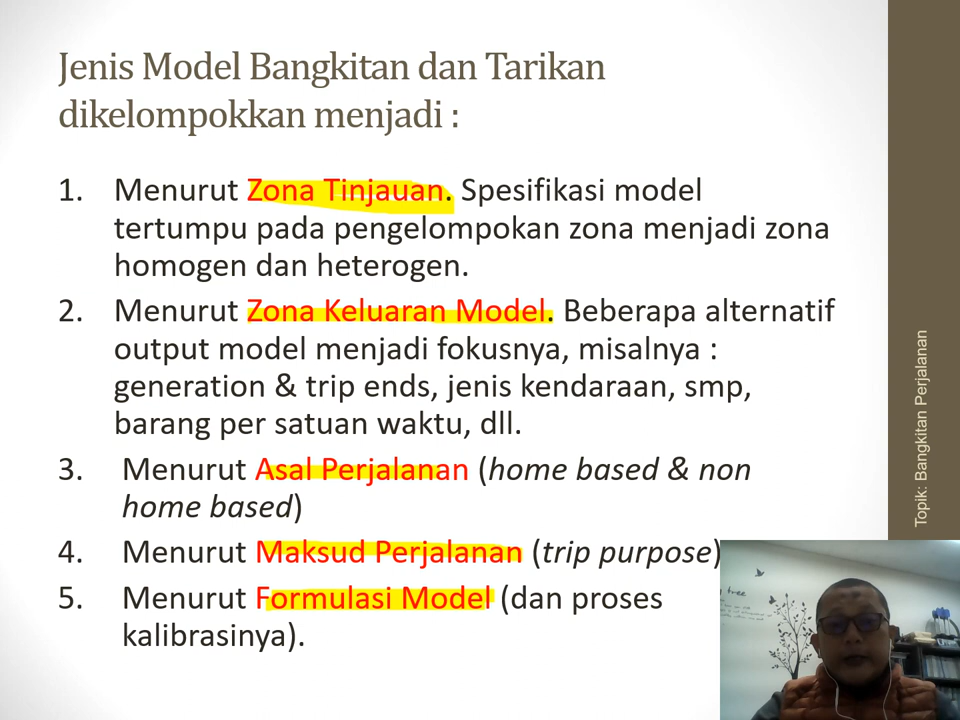 Jenis Model Bangkitan dan Tarikan
dikelompokkan menjadi :
1. Menurut Zona Tinjauan. Spesifikasi model
tertumpu pada pengelompokan zona menjadi zona
homogen dan heterogen.
2. Menurut Zona Keluaran Model. Beberapa alternatif
output model menjadi fokusnya, misalnya :
generation & trip ends, jenis kendaraan, smp,
barang per satuan waktu, dll.
3. Menurut Asal Perjalanan (home based & non
home based)
4. Menurut Maksud Perjalanan (trip purpose)
5. Menurut Formulasi Model (dan proses
kalibrasinya).
Topik: Bangkitan Perjalanan
tree